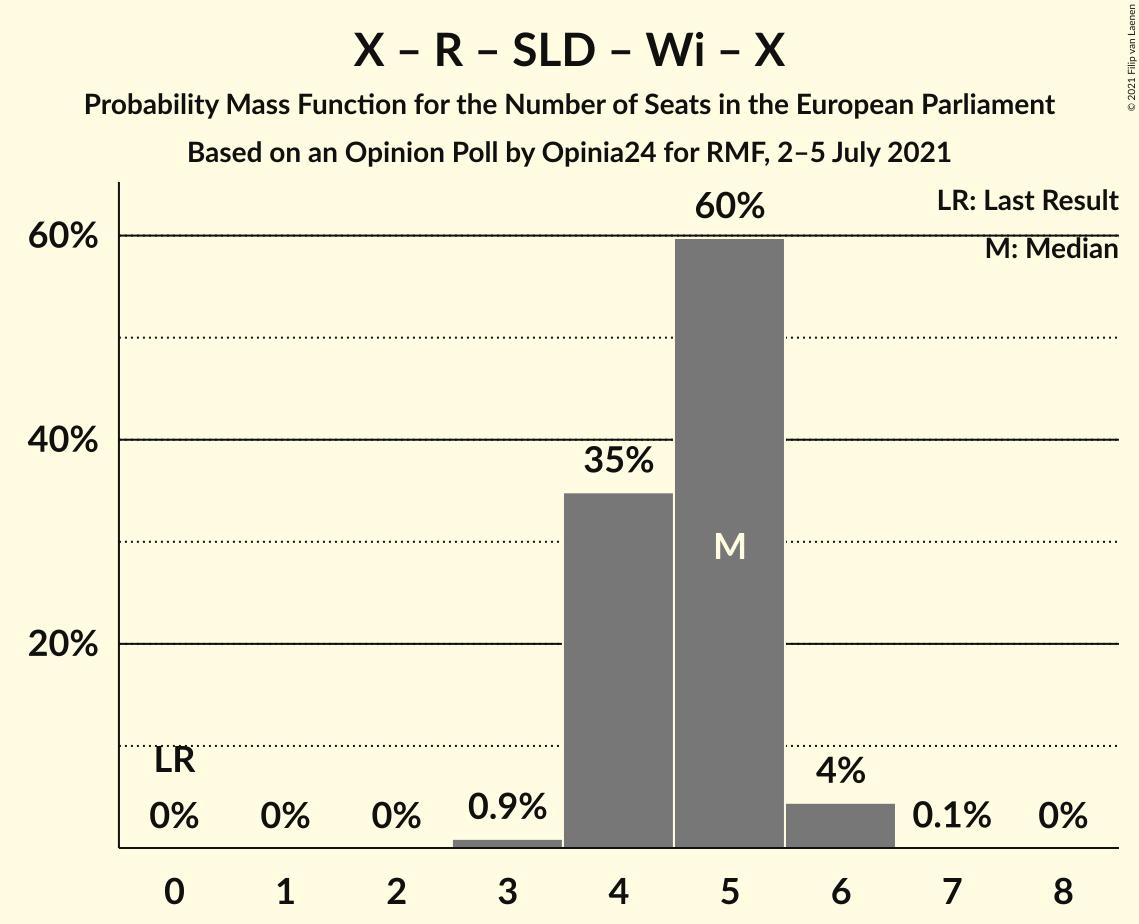 X – R – SLD – Wi – X
Probability Mass Function for the Number of Seats in the European Parliament
Based on an Opinion Poll by Opinia24 for RMF, 2–5 July 2021
© 2021 Filip van Laenen
LR: Last Result
M: Median
60%
40%
20%
60%
35%
M
LR
0%
0%
0%
0.9%
4%
0.1%
0%
0 1 2 3 4 5 6 7 8